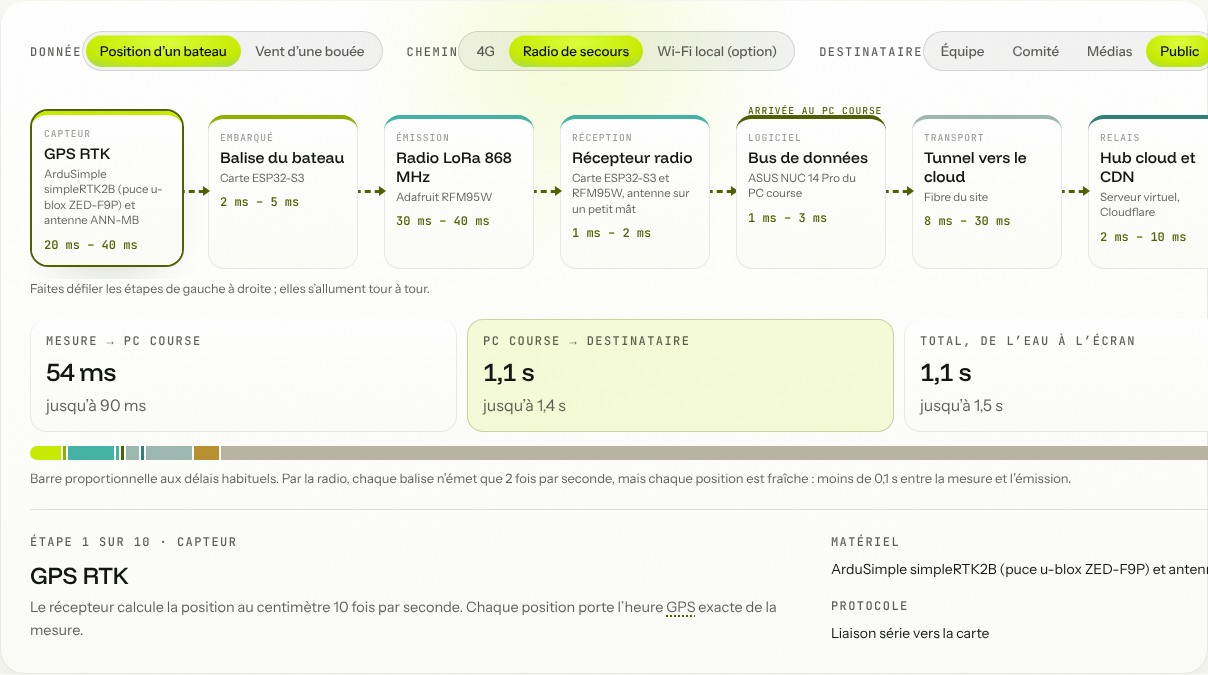 DONNÉE Position d'un bateau Vent d'une bouée CHEMIN 4G Radio de secours Wi-Fi local (option) DESTINATAIRE Équipe Comité Médias Public
ARRIVÉE AU PC COURSE
CAPTEUR
GPS RTK
ArduSimple
simpleRTK2B (puce u-
blox ZED-F9P) et
antenne ANN-MB
20 ms – 40 ms
EMBARQUÉ
Balise du bateau
Carte ESP32-S3
2 ms – 5 ms
ÉMISSION
Radio LoRa 868
MHz
Adafruit RFM95W
30 ms – 40 ms
RÉCEPTION
Récepteur radio
Carte ESP32-S3 et
RFM95W, antenne sur
un petit mât
1 ms – 2 ms
LOGICIEL
Bus de données
ASUS NUC 14 Pro du
PC course
1 ms – 3 ms
TRANSPORT
Tunnel vers le
cloud
Fibre du site
8 ms – 30 ms
RELAIS
Hub cloud et
CDN
Serveur virtuel,
Cloudflare
2 ms – 10 ms
Faites défiler les étapes de gauche à droite ; elles s'allument tour à tour.
MESURE → PC COURSE
54 ms
jusqu'à 90 ms
PC COURSE → DESTINATAIRE
1,1 s
jusqu'à 1,4 s
TOTAL, DE L'EAU À L'ÉCRAN
1,1 s
jusqu'à 1,5 s
Barre proportionnelle aux délais habituels. Par la radio, chaque balise n'émet que 2 fois par seconde, mais chaque position est fraîche : moins de 0,1 s entre la mesure et l'émission.
ÉTAPE 1 SUR 10 · CAPTEUR
GPS RTK
Le récepteur calcule la position au centimètre 10 fois par seconde. Chaque position porte l'heure GPS exacte de la
mesure.
MATÉRIEL
ArduSimple simpleRTK2B (puce u-blox ZED-F9P) et
PROTOCOLE
Liaison série vers la carte